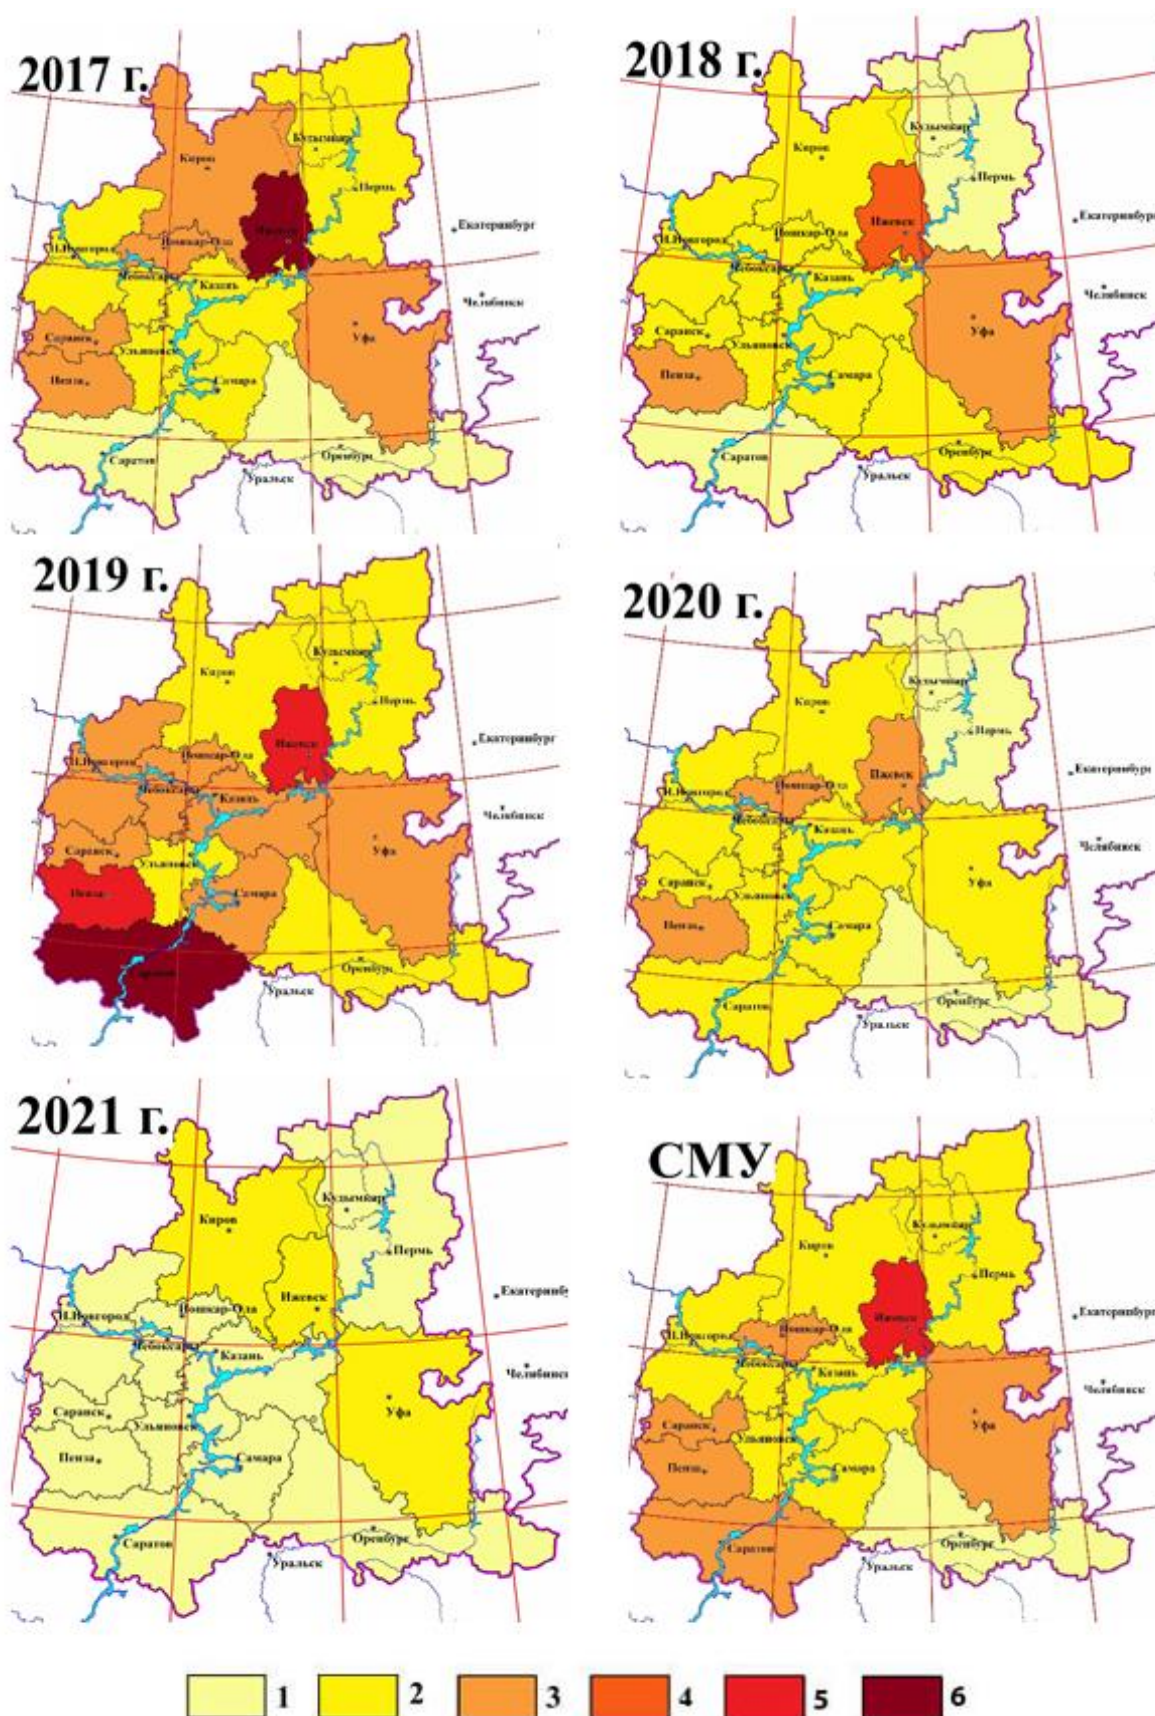 2017 г.
Киров
Кудымкар
Пермь
Екатеринбург
Ижевск
Н.Новгород
Йошкар-Ола
Чебоксары
Казань
Челябинск
Саранск
Ульяновск
Уфа
Пенза
Самара
Саратов
Оренбург
Уральск
2018 г.
Киров
Кудымкар
Пермь
Екатеринбург
Ижевск
Н.Новгород
Йошкар-Ола
Чебоксары
Казань
Челябинск
Саранск
Ульяновск
Уфа
Пенза
Самара
Саратов
Оренбург
Уральск
2019 г.
Киров
Кудымкар
Пермь
Екатеринбург
Ижевск
Н.Новгород
Йошкар-Ола
Чебоксары
Казань
Челябинск
Саранск
Ульяновск
Уфа
Пенза
Самара
Оренбург
Уральск
2020 г.
Киров
Кудымкар
Пермь
Екатеринбург
Ижевск
Н.Новгород
Йошкар-Ола
Чебоксары
Казань
Челябинск
Саранск
Ульяновск
Уфа
Пенза
Самара
Саратов
Оренбург
Уральск
2021 г.
Киров
Кудымкар
Пермь
Екатеринбу
Ижевск
Н.Новгород
Йошкар-Ола
Чебоксары
Казань
Челябинск
Саранск
Ульяновск
Уфа
Пенза
Самара
Саратов
Оренбург
Уральск
СМУ
Киров
Кудымкар
Пермь
Екатеринбург
Ижевск
Н.Новгород
Йошкар-Ола
Чебоксары
Казань
Челябинск
Саранск
Ульяновск
Уфа
Пенза
Самара
Саратов
Оренбург
Уральск
1 2 3 4 5 6